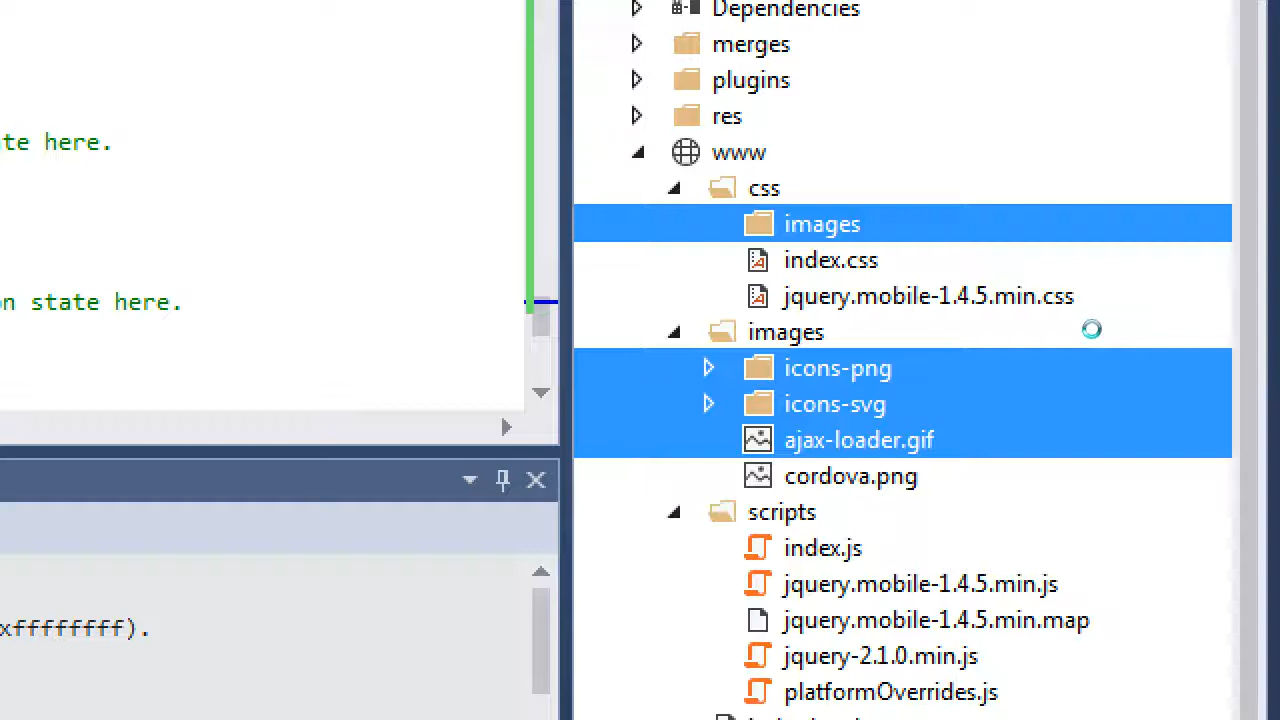 Dependencies
merges
plugins
ate here.
res
www
css
images
index.css
on state here.
jquery.mobile-1.4.5.min.css
images
icons-png
icons-svg
ajax-loader.gif
cordova.png
scripts
index.js
jquery.mobile-1.4.5.min.js
xffffffff).
jquery.mobile-1.4.5.min.map
jquery-2.1.0.min.js
platformOverrides.js